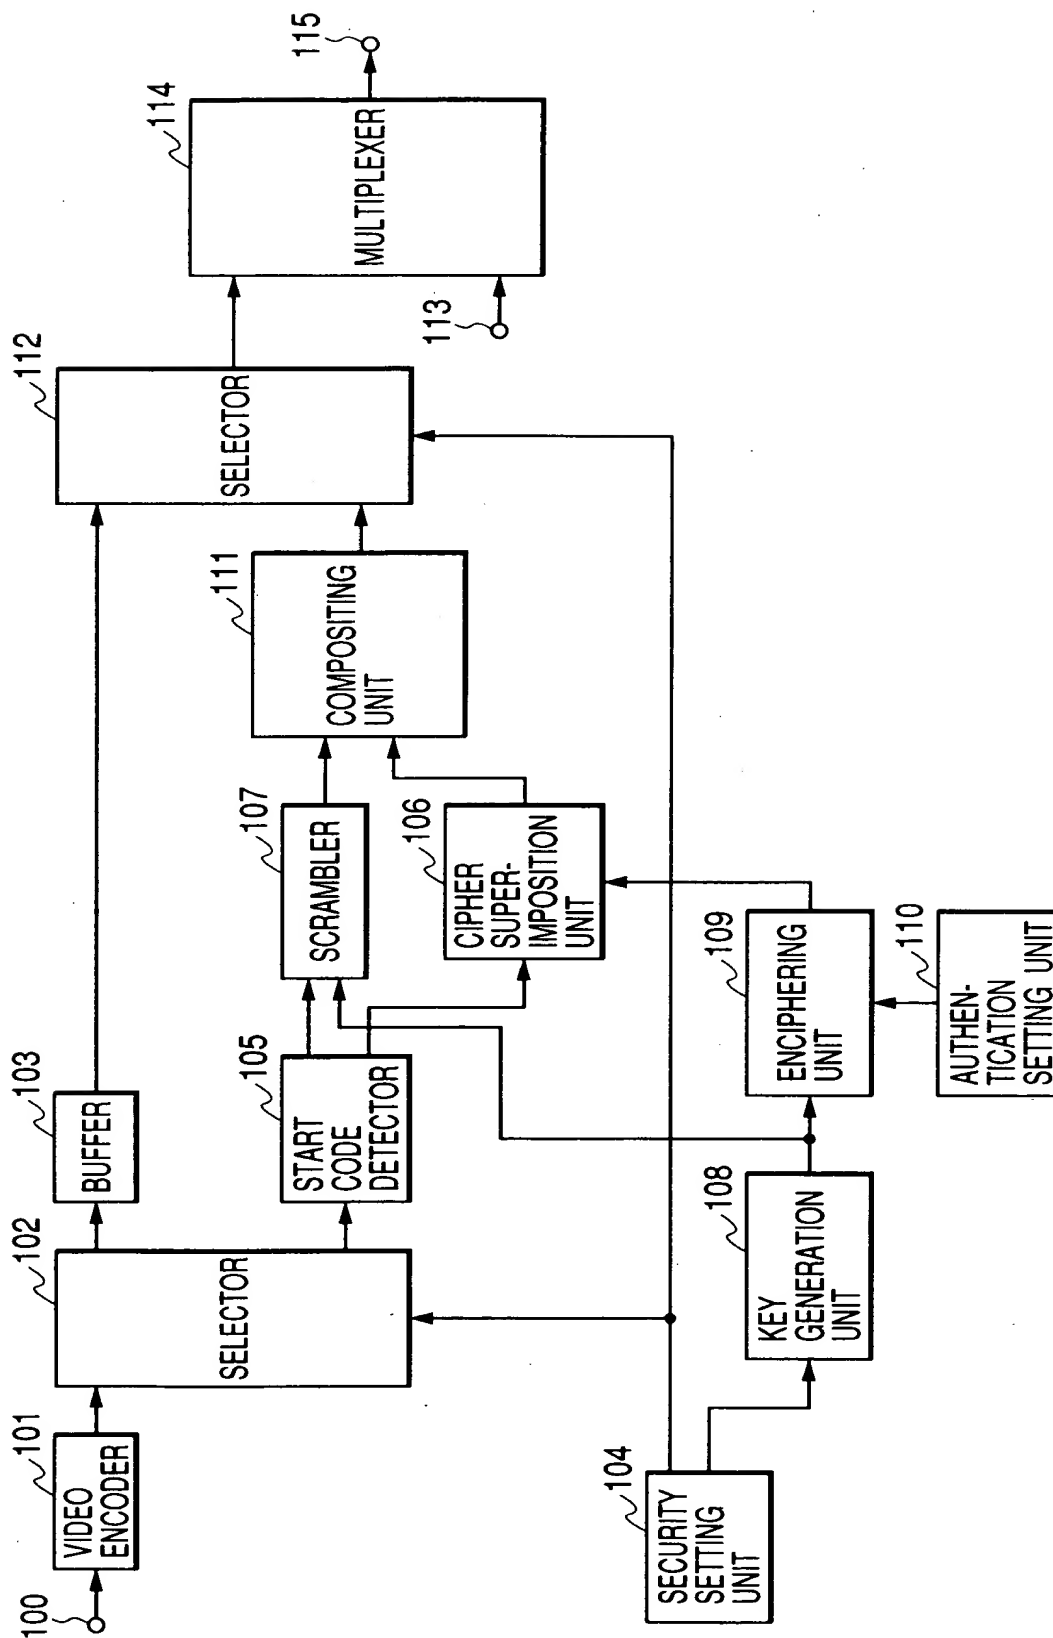 100
101
VIDEO
ENCODER
102
SELECTOR
103
BUFFER
104
SECURITY
SETTING
UNIT
105
START
CODE
DETECTOR
107
SCRAMBLER
106
CIPHER
SUPER-
IMPOSITION
UNIT
108
KEY
GENERATION
UNIT
109
ENCIPHERING
UNIT
110
AUTHEN-
TICATION
SETTING UNIT
111
COMPOSITING
UNIT
112
SELECTOR
113
114
MULTIPLEXER
115